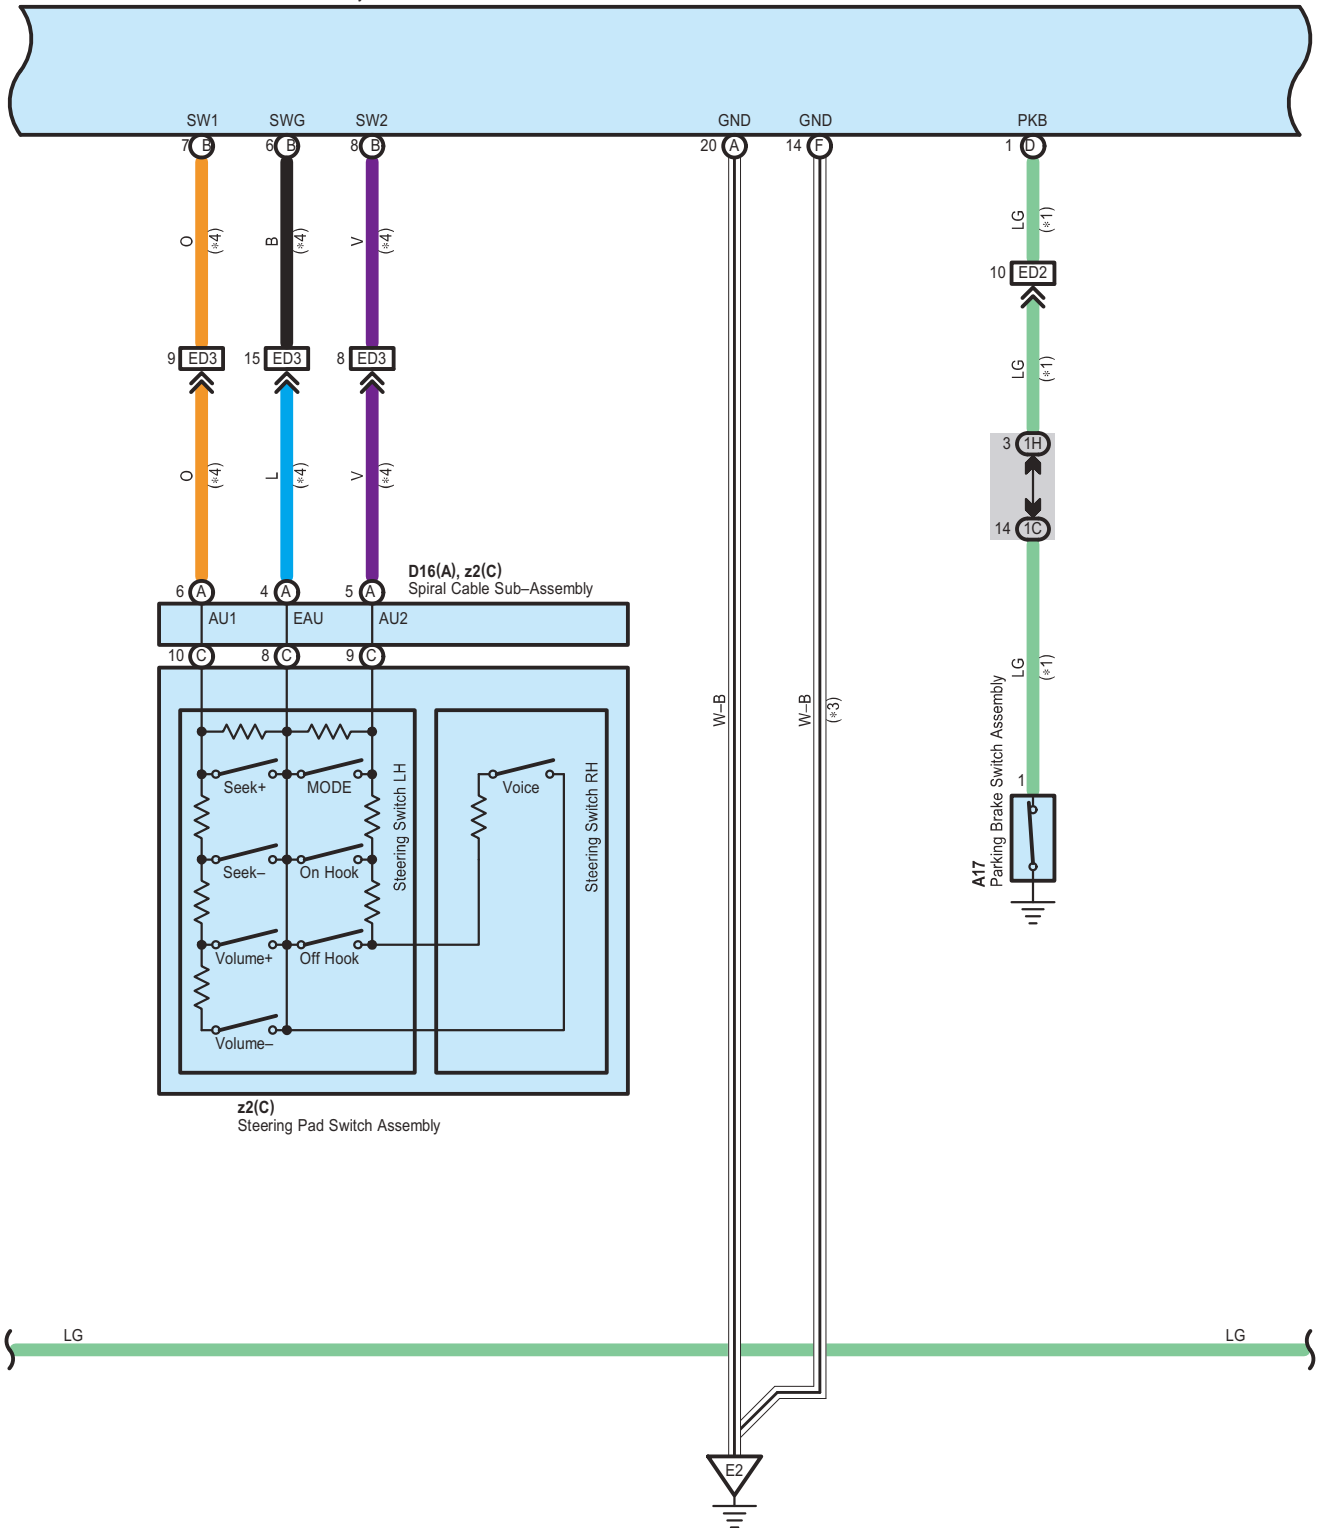 SW1 SWG SW2 GND GND PKB
7 B 6 B 8 B 20 A 14 F 1 D
O (*4) B (*4) V (*4) LG (*1)
10 ED2
9 ED3 15 ED3 8 ED3 LG (*1)
3 1H
O (*4) L (*4) V (*4)
14 1C
D16(A), z2(C)
Spiral Cable Sub–Assembly
6 A 4 A 5 A
AU1 EAU AU2
10 C 8 C 9 C
LG (*1)
W–B W–B (*3)
Seek+ MODE Voice
Seek– On Hook
Volume+ Off Hook
Volume–
Steering Switch LH
Steering Switch RH
1
A17
Parking Brake Switch Assembly
z2(C)
Steering Pad Switch Assembly
LG LG
E2